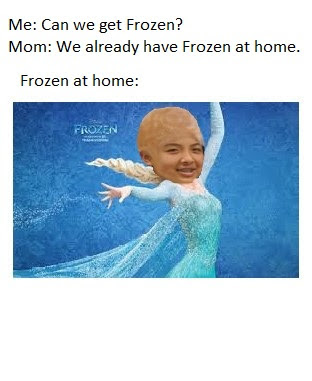 Me: Can we get Frozen?
Mom: We already have Frozen at home.
Frozen at home:
FROZEN